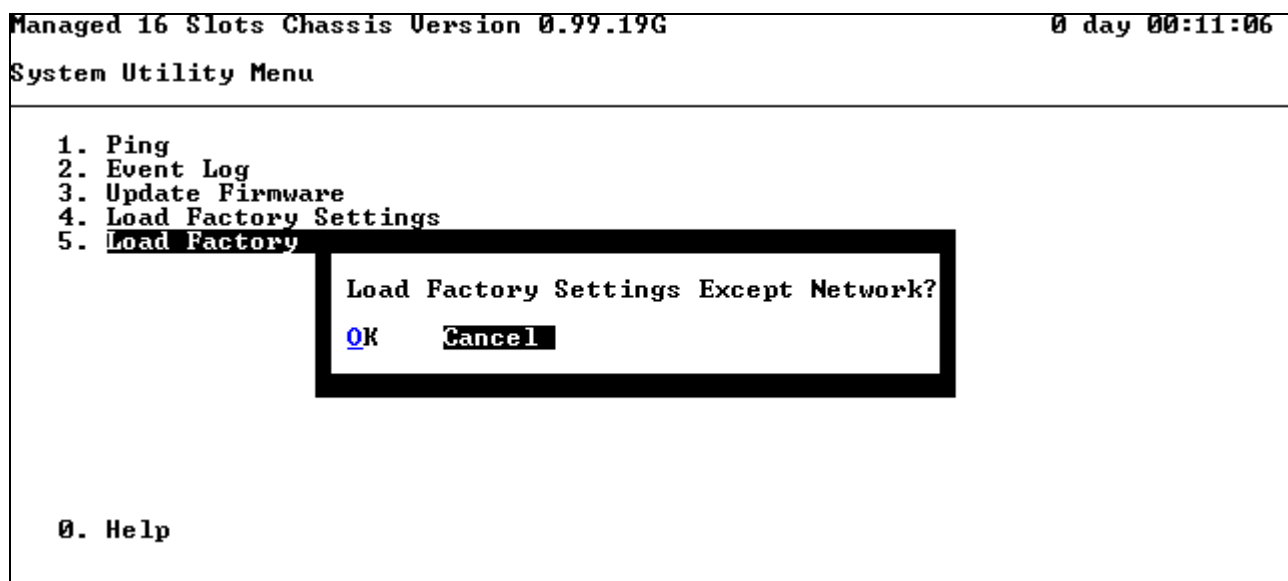 Managed 16 Slots Chassis Version 0.99.19G 0 day 00:11:06
System Utility Menu
1. Ping
2. Event Log
3. Update Firmware
4. Load Factory Settings
5. Load Factory
Load Factory Settings Except Network?
OK Cancel
0. Help